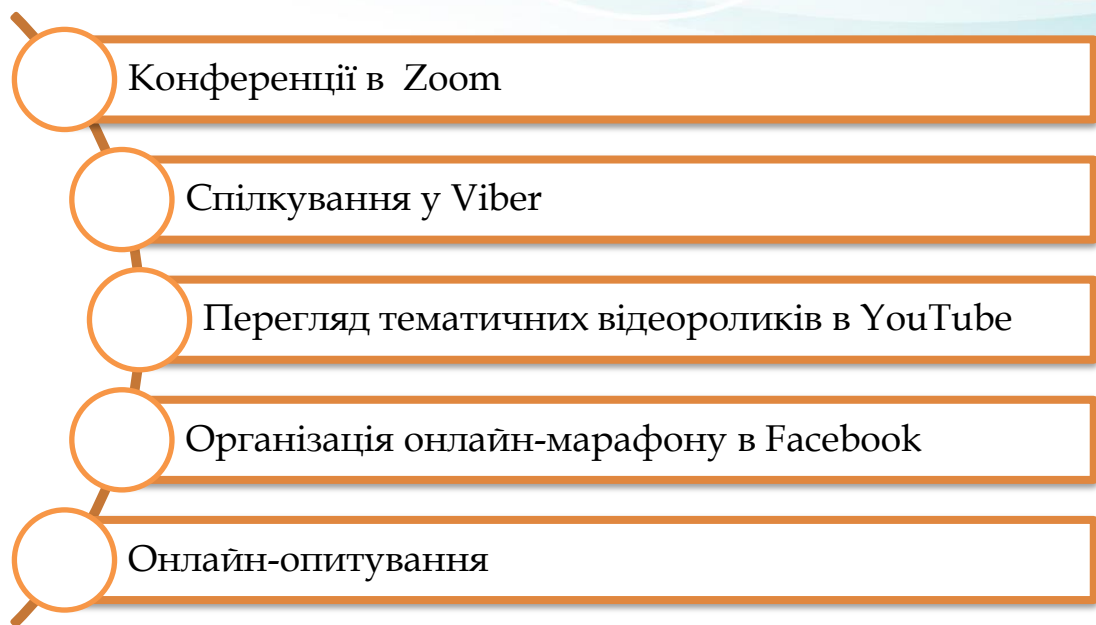 Конференції в Zoom
Спілкування у Viber
Перегляд тематичних відеороликів в YouTube
Організація онлайн-марафону в Facebook
Онлайн-опитування